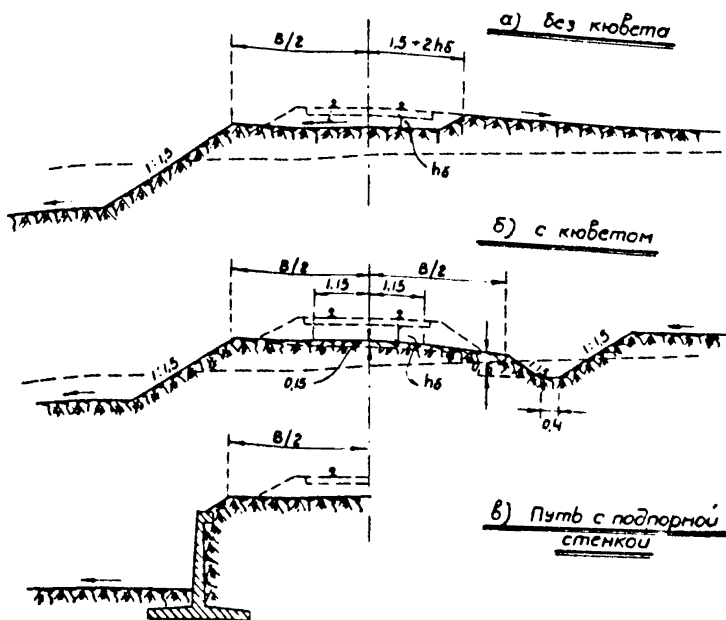 а) без кювета
В/2
1,5 ÷ 2hб
1:1,5
hб
б) с кюветом
В/2
В/2
1.15
1.15
1:1,5
1:1,5
0,15
hб
0,4
В/2
в) Путь с подпорной
стенкой